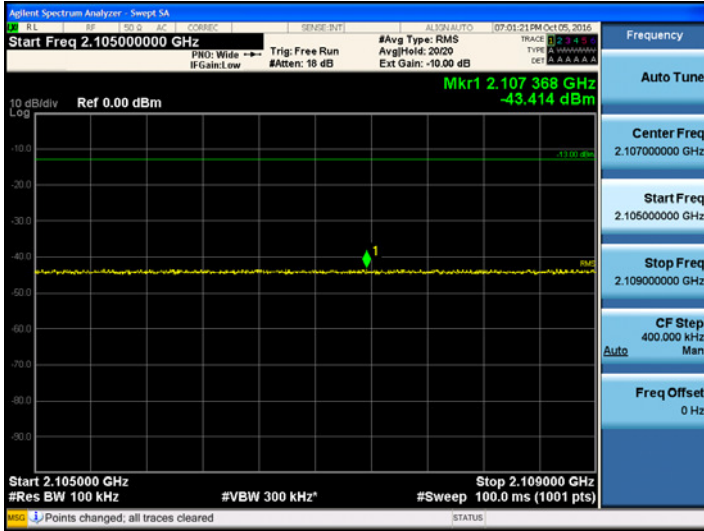 Agilent Spectrum Analyzer - Swept SA
RL RF 50 Ω AC CORREC SENSE:INT ALIGN AUTO 07:01:21 PM Oct 05, 2016
Start Freq 2.105000000 GHz
PNO: Wide
IFGain:Low
Trig: Free Run
#Atten: 18 dB
#Avg Type: RMS
Avg|Hold: 20/20
Ext Gain: -10.00 dB
TRACE 1 2 3 4 5 6
TYPE A
DET A A A A A A
Mkr1 2.107 368 GHz
-43.414 dBm
10 dB/div Ref 0.00 dBm
Log
-10.0
-13.00 dBm
-20.0
-30.0
-40.0
1
RMS
-50.0
-60.0
-70.0
-80.0
-90.0
Start 2.105000 GHz Stop 2.109000 GHz
#Res BW 100 kHz #VBW 300 kHz* #Sweep 100.0 ms (1001 pts)
MSG Points changed; all traces cleared STATUS
Frequency
Auto Tune
Center Freq
2.107000000 GHz
Start Freq
2.105000000 GHz
Stop Freq
2.109000000 GHz
CF Step
400.000 kHz
Auto Man
Freq Offset
0 Hz